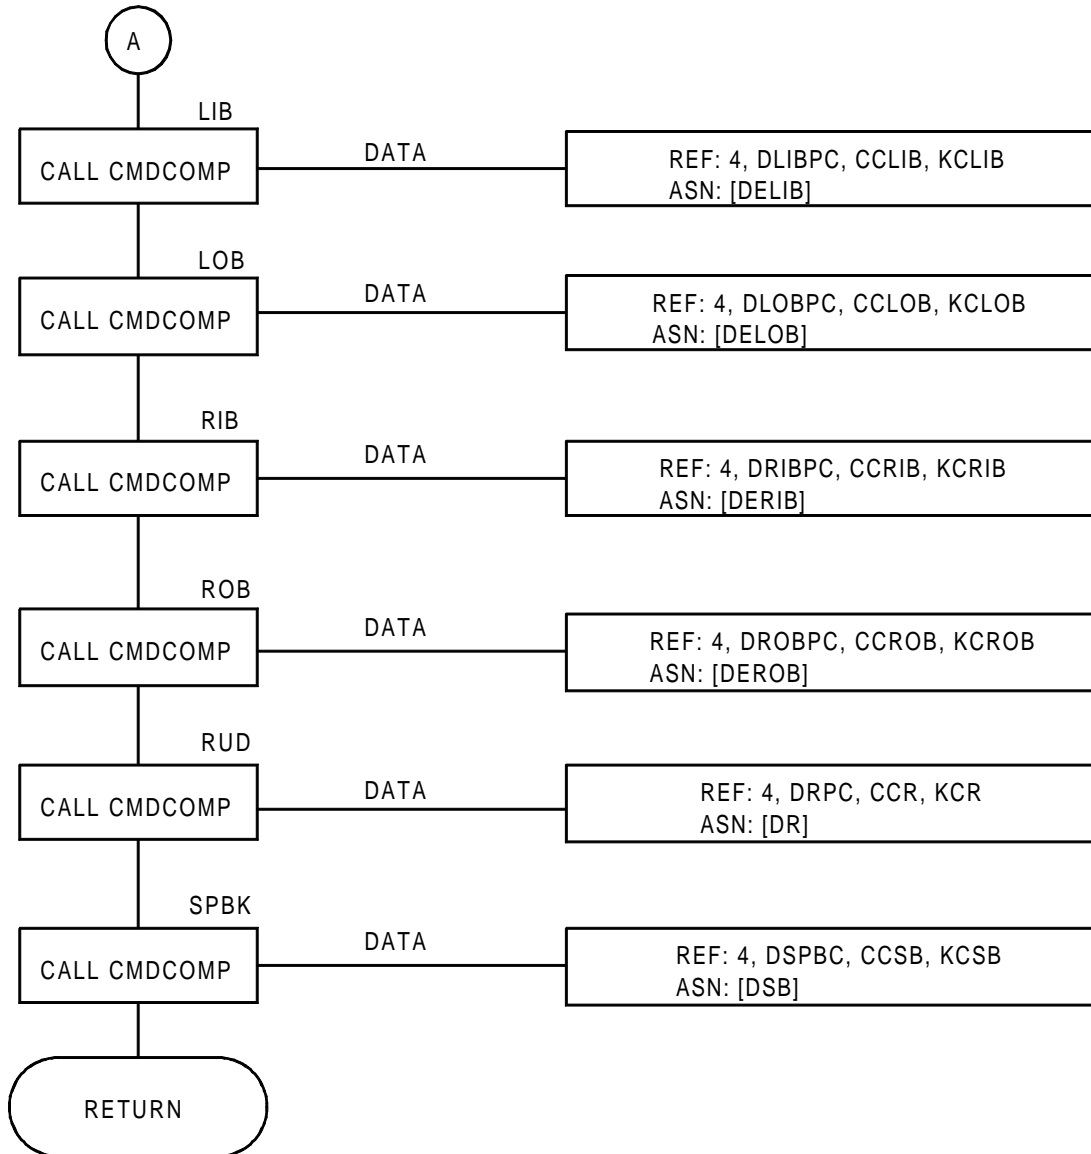 A
LIB
CALL CMDCOMP
DATA
REF: 4, DLIBPC, CCLIB, KCLIB
ASN: [DELIB]
LOB
CALL CMDCOMP
DATA
REF: 4, DLOBPC, CCLOB, KCLOB
ASN: [DELOB]
RIB
CALL CMDCOMP
DATA
REF: 4, DRIBPC, CCRIB, KCRIB
ASN: [DERIB]
ROB
CALL CMDCOMP
DATA
REF: 4, DROBPC, CCROB, KCROB
ASN: [DEROB]
RUD
CALL CMDCOMP
DATA
REF: 4, DRPC, CCR, KCR
ASN: [DR]
SPBK
CALL CMDCOMP
DATA
REF: 4, DSPBC, CCSB, KCSB
ASN: [DSB]
RETURN